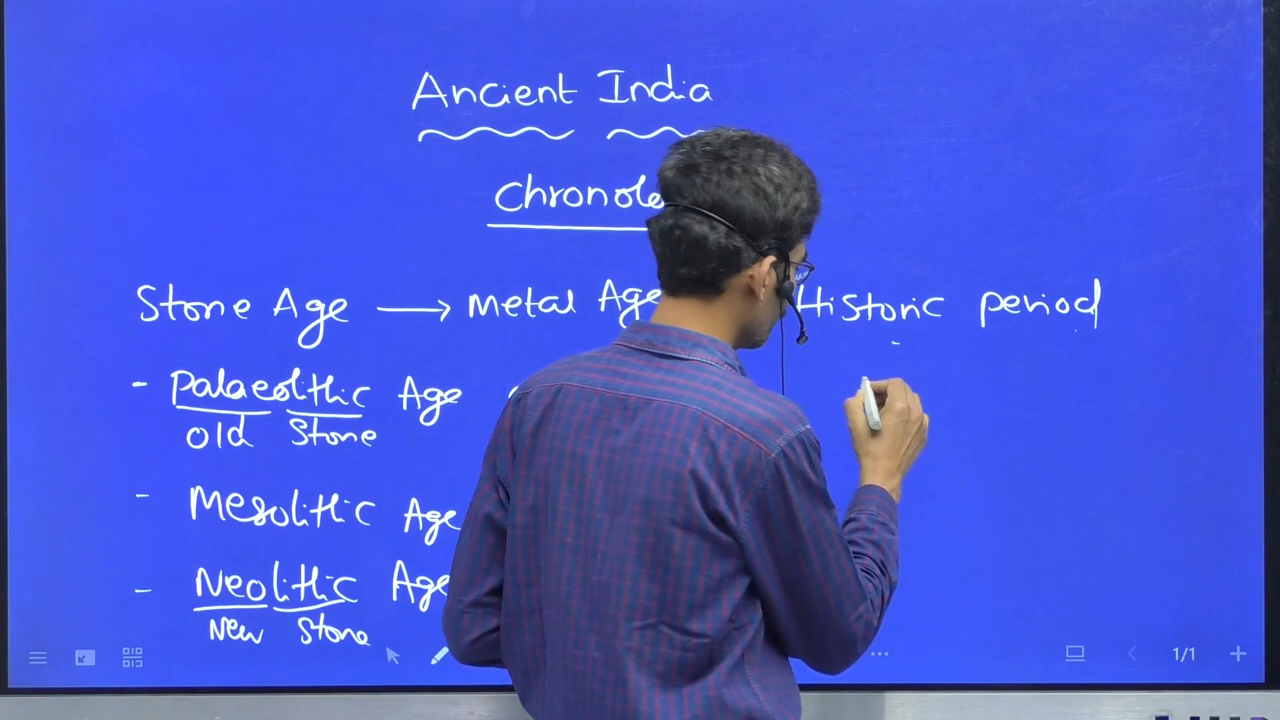 Ancient India
Chronolo
Stone Age → Metal Age Historic period
- Palaeolithic Age
old Stone
- Mesolithic Age
- Neolithic Age
New Stone
1/1